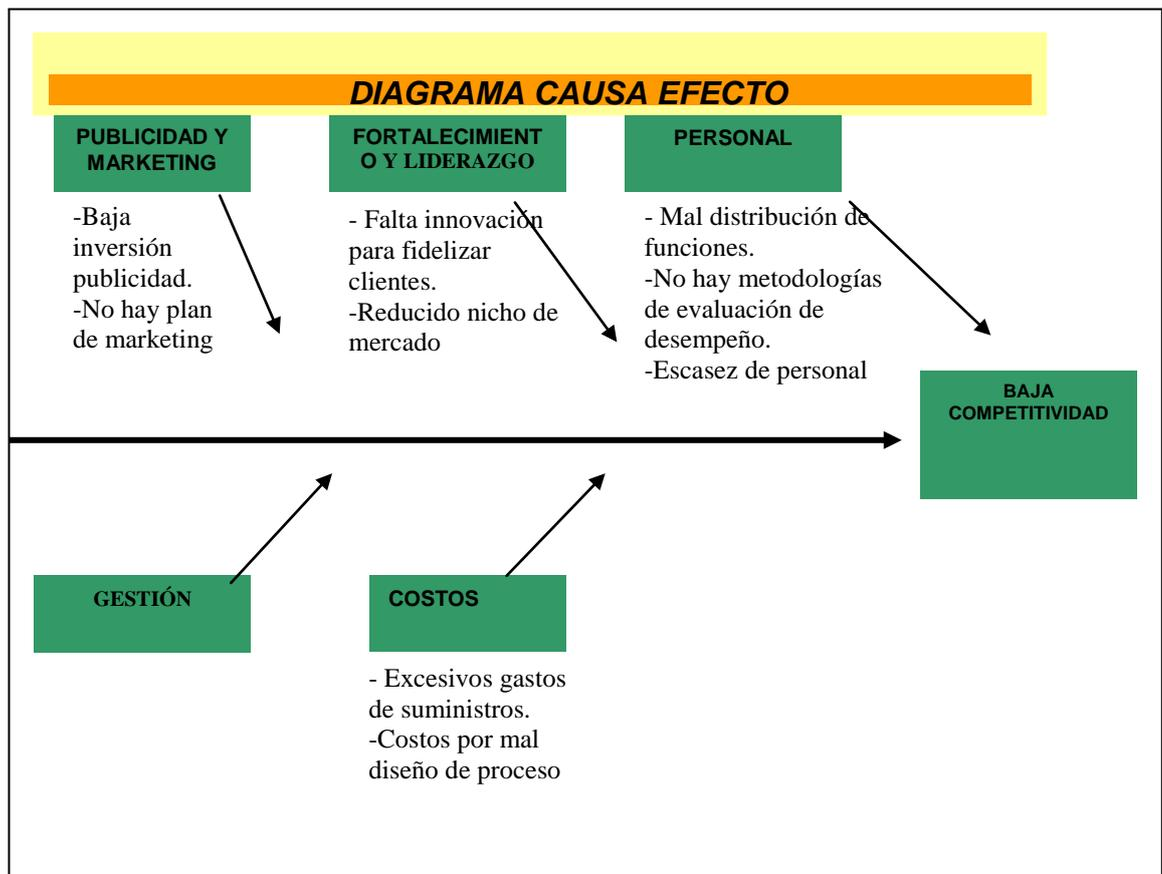 DIAGRAMA CAUSA EFECTO
PUBLICIDAD Y
MARKETING
-Baja
inversión
publicidad.
-No hay plan
de marketing
FORTALECIMIENT
O Y LIDERAZGO
- Falta innovación
para fidelizar
clientes.
-Reducido nicho de
mercado
PERSONAL
- Mal distribución de
funciones.
-No hay metodologías
de evaluación de
desempeño.
-Escasez de personal
BAJA
COMPETITIVIDAD
GESTIÓN
COSTOS
- Excesivos gastos
de suministros.
-Costos por mal
diseño de proceso